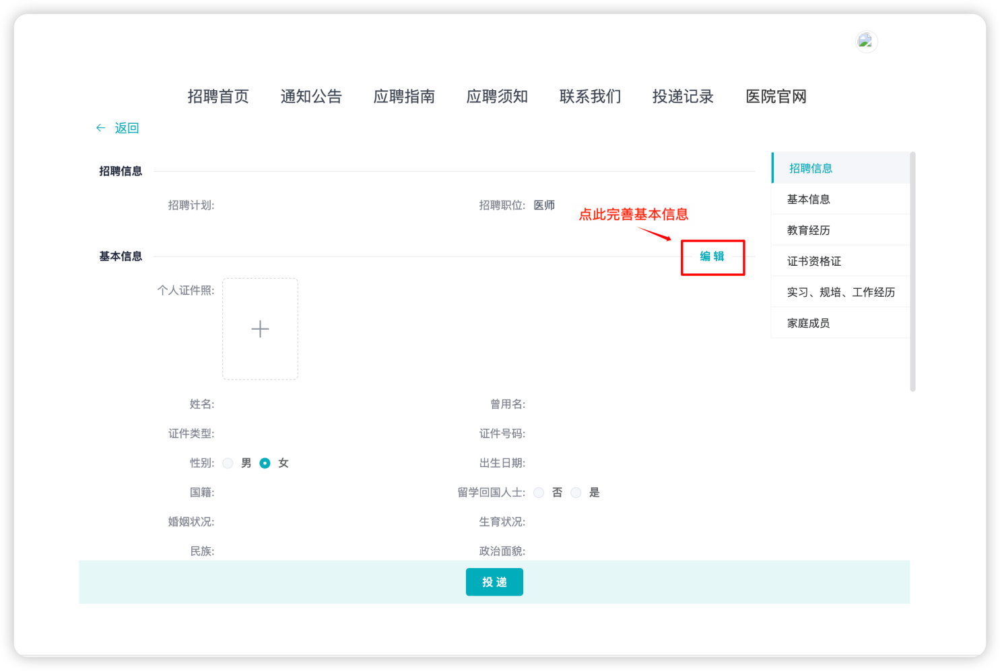 招聘首页 通知公告 应聘指南 应聘须知 联系我们 投递记录 医院官网
← 返回
招聘信息
招聘计划: 招聘职位: 医师
点此完善基本信息
基本信息 编辑
个人证件照:
姓名: 曾用名:
证件类型: 证件号码:
性别: 男 女 出生日期:
国籍: 留学回国人士: 否 是
婚姻状况: 生育状况:
民族: 政治面貌:
投递
招聘信息
基本信息
教育经历
证书资格证
实习、规培、工作经历
家庭成员